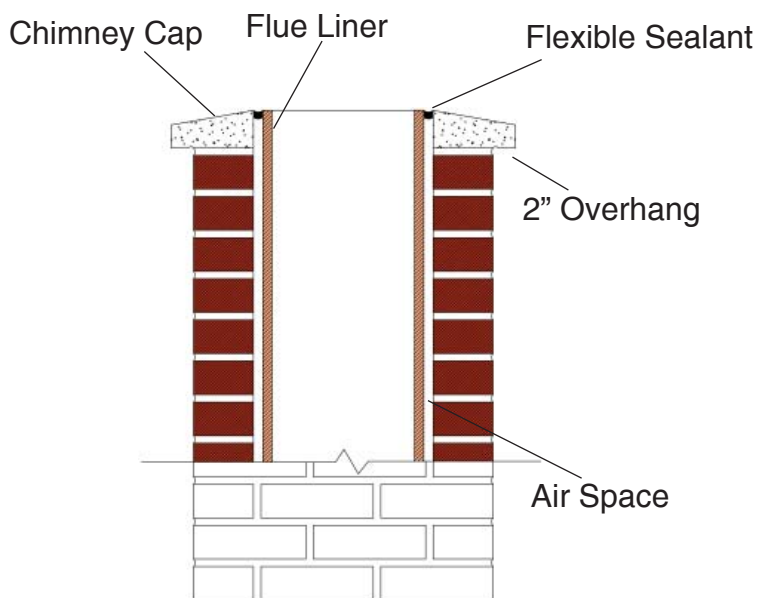 Chimney Cap
Flue Liner
Flexible Sealant
2” Overhang
Air Space